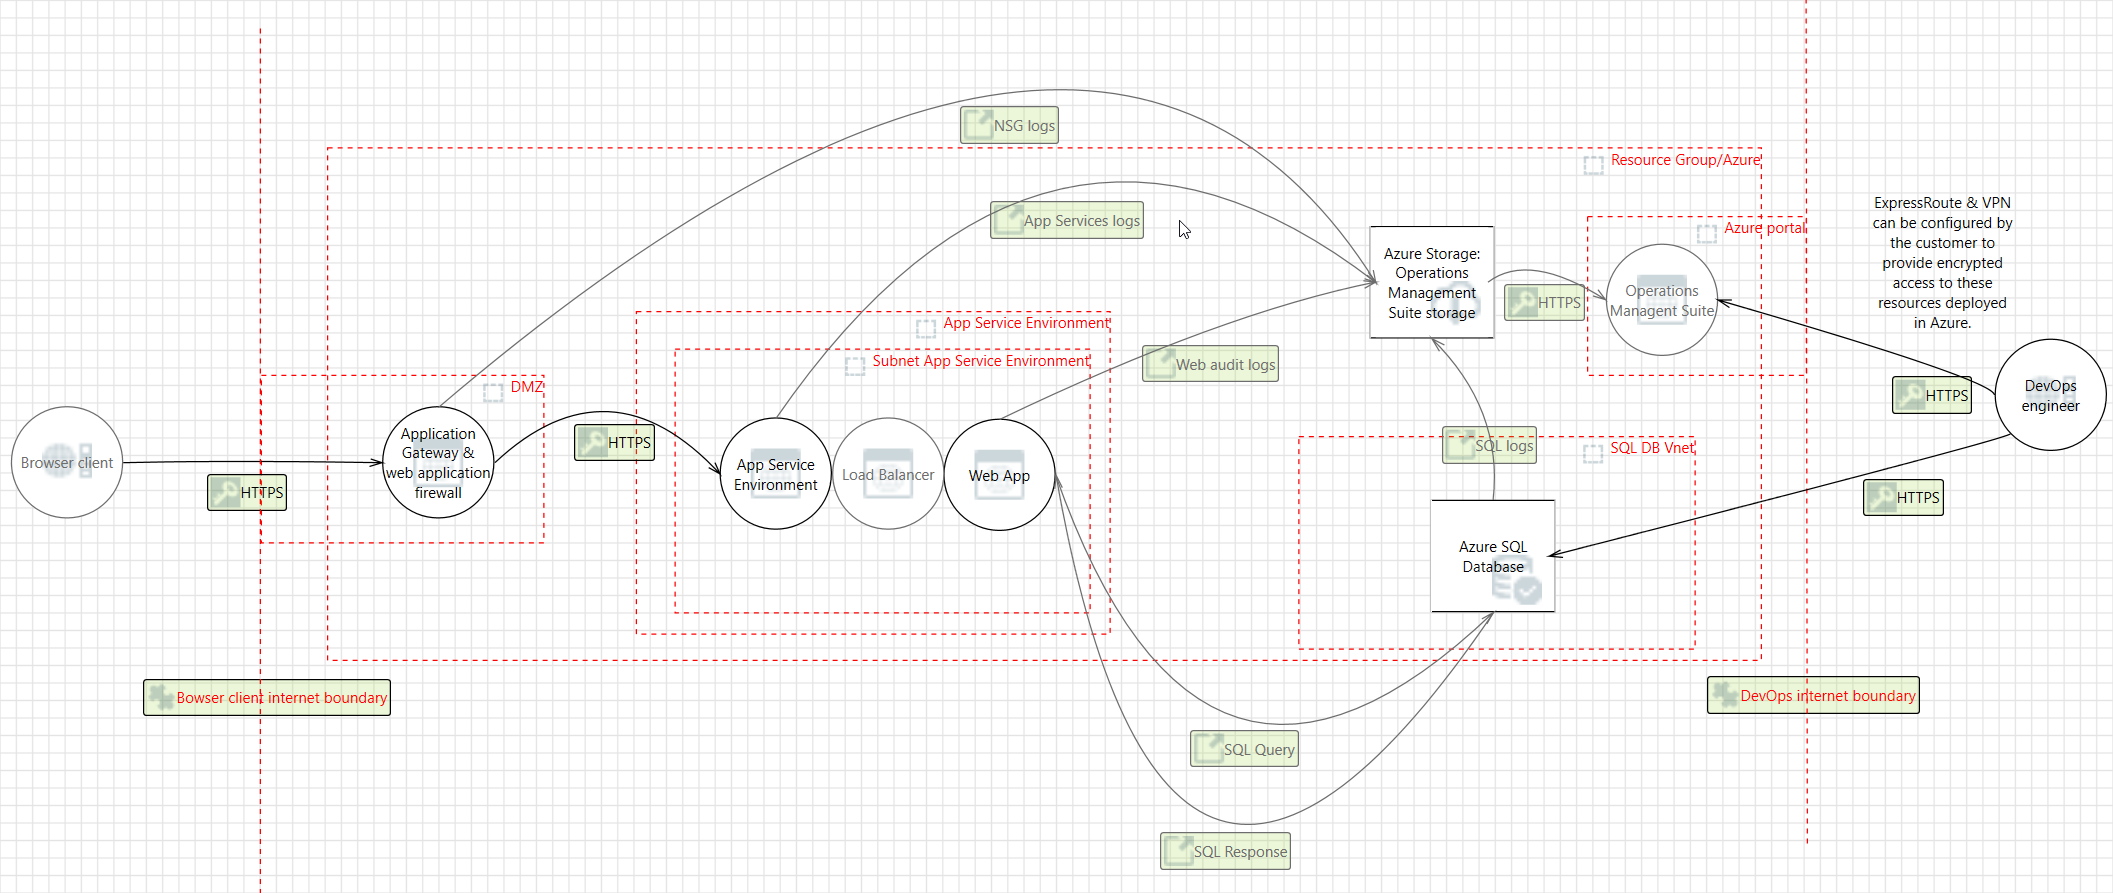 NSG logs
Resource Group/Azure
App Services logs
Azure portal
ExpressRoute & VPN
can be configured by
the customer to
provide encrypted
access to these
resources deployed
in Azure.
Azure Storage:
Operations
Management
Suite storage
HTTPS
Operations
Managent Suite
App Service Environment
Subnet App Service Environment
Web audit logs
DMZ
HTTPS
DevOps
engineer
Browser client
HTTPS
Application
Gateway &
web application
firewall
HTTPS
App Service
Environment
Load Balancer
Web App
SQL logs
SQL DB Vnet
HTTPS
Azure SQL
Database
Bowser client internet boundary
DevOps internet boundary
SQL Query
SQL Response